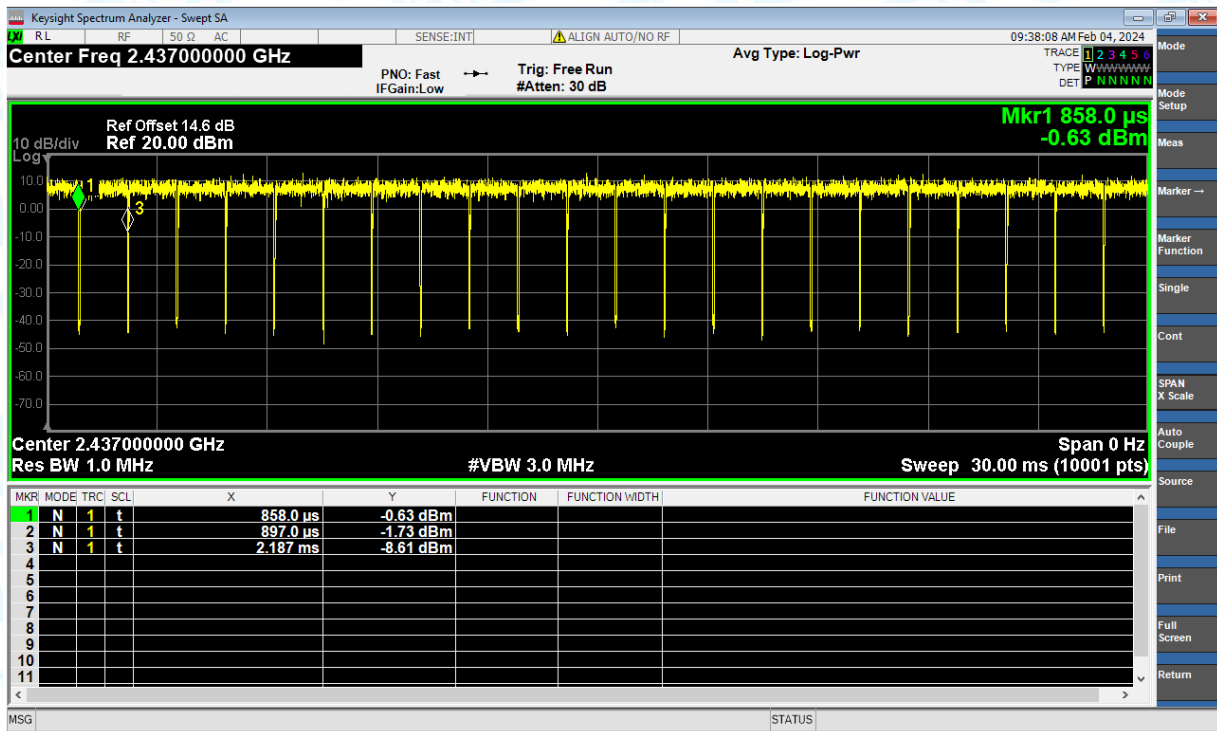 Keysight Spectrum Analyzer - Swept SA
LXI RL RF 50 Ω AC SENSE:INT ALIGN AUTO/NO RF 09:38:08 AM Feb 04, 2024
Center Freq 2.437000000 GHz
Avg Type: Log-Pwr
TRACE 1 2 3 4 5 6
TYPE WWWWWW
DET P NNNNN
PNO: Fast
IFGain:Low
Trig: Free Run
#Atten: 30 dB
Mkr1 858.0 µs
-0.63 dBm
Ref Offset 14.6 dB
10 dB/div Ref 20.00 dBm
Log
10.0
0.00
-10.0
-20.0
-30.0
-40.0
-50.0
-60.0
-70.0
1
3
Center 2.437000000 GHz Span 0 Hz
Res BW 1.0 MHz #VBW 3.0 MHz Sweep 30.00 ms (10001 pts)
MKR MODE TRC SCL X Y FUNCTION FUNCTION WIDTH FUNCTION VALUE
1 N 1 t 858.0 µs -0.63 dBm
2 N 1 t 897.0 µs -1.73 dBm
3 N 1 t 2.187 ms -8.61 dBm
4
5
6
7
8
9
10
11
MSG STATUS
Mode
Mode
Setup
Meas
Marker →
Marker
Function
Single
Cont
SPAN
X Scale
Auto
Couple
Source
File
Print
Full
Screen
Return